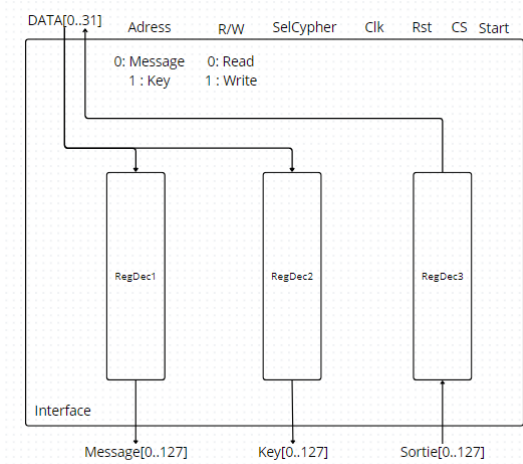 DATA[0..31] Adress R/W SelCypher Clk Rst CS Start
0: Message 0: Read
1 : Key 1 : Write
RegDec1 RegDec2 RegDec3
Interface
Message[0..127] Key[0..127] Sortie[0..127]